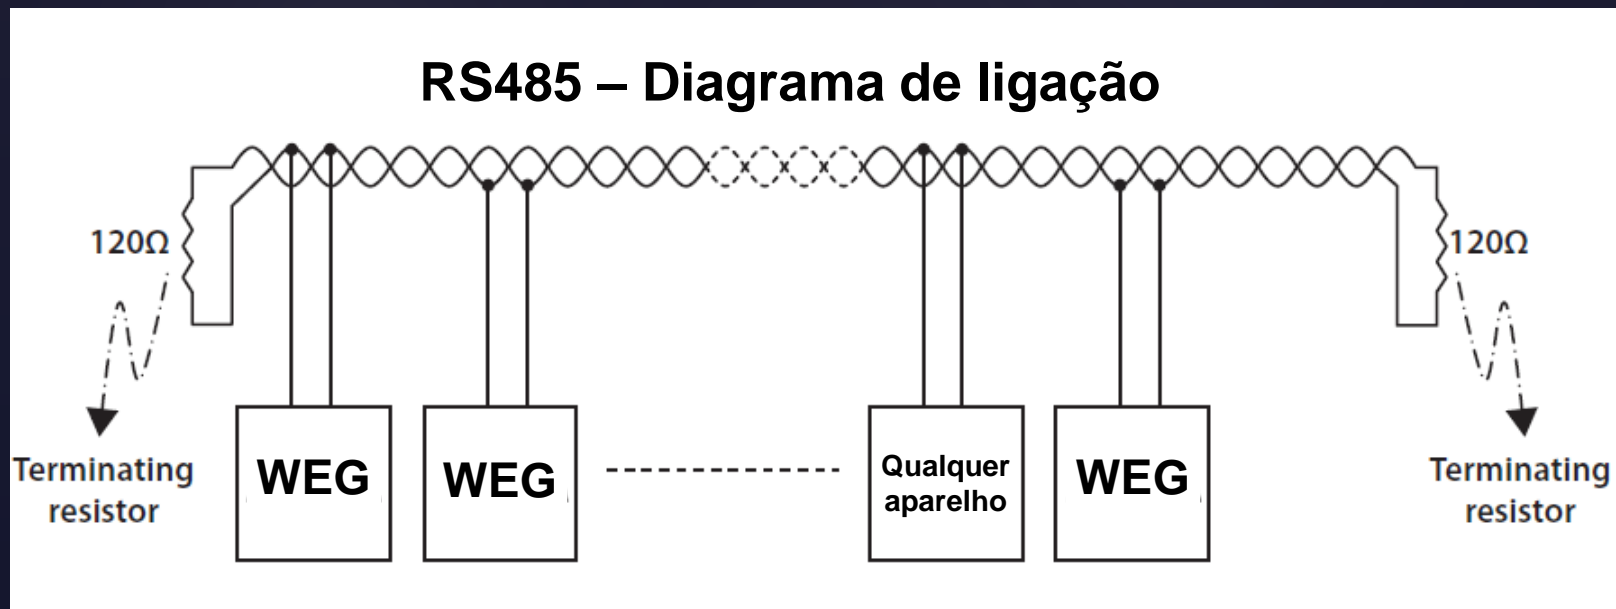 RS485 – Diagrama de ligação
120Ω
120Ω
WEG
WEG
Qualquer
aparelho
WEG
Terminating
resistor
Terminating
resistor